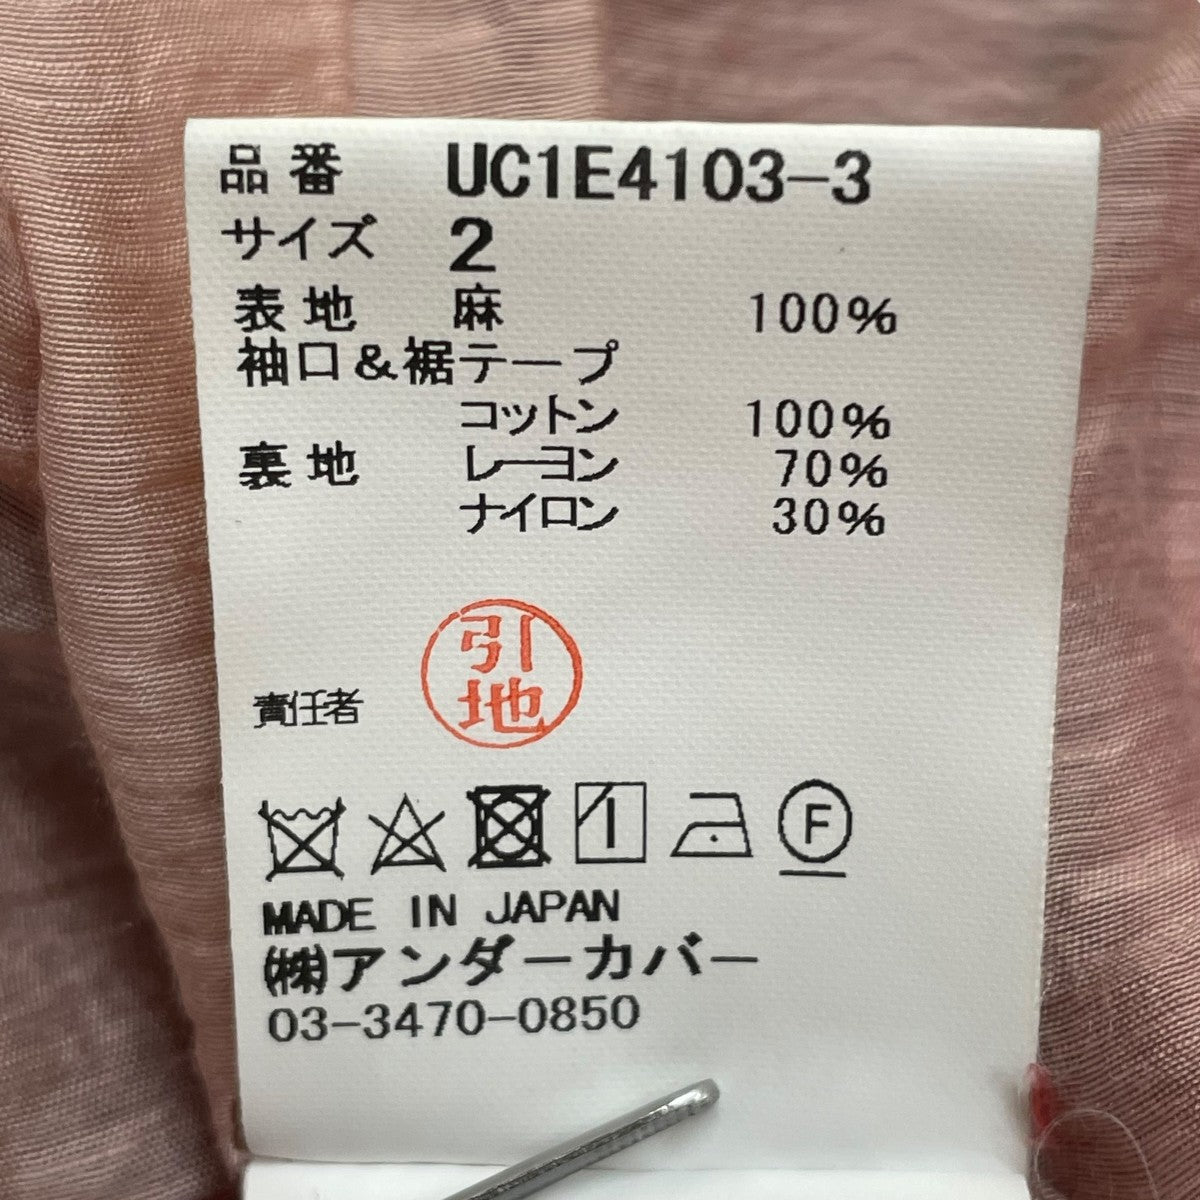 品番 UC1E4103-3
サイズ 2
表地 麻 100%
袖口&裾テープ
コットン 100%
裏地 レーヨン 70%
ナイロン 30%
責任者 引地
F
MADE IN JAPAN
㈱アンダーカバー
03-3470-0850